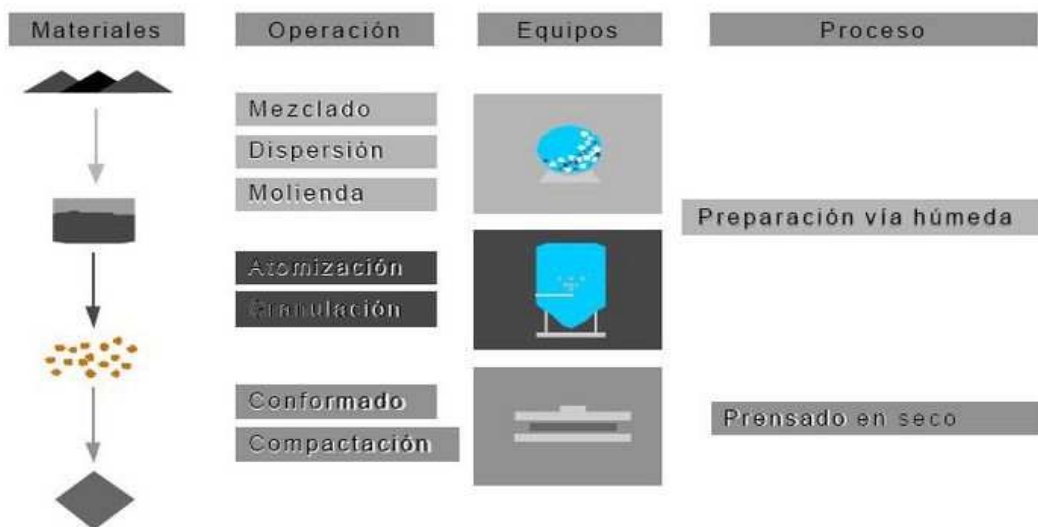 Materiales
Operación
Equipos
Proceso
Mezclado
Dispersión
Molienda
Preparación vía húmeda
Atomización
Granulación
Conformado
Compactación
Prensado en seco